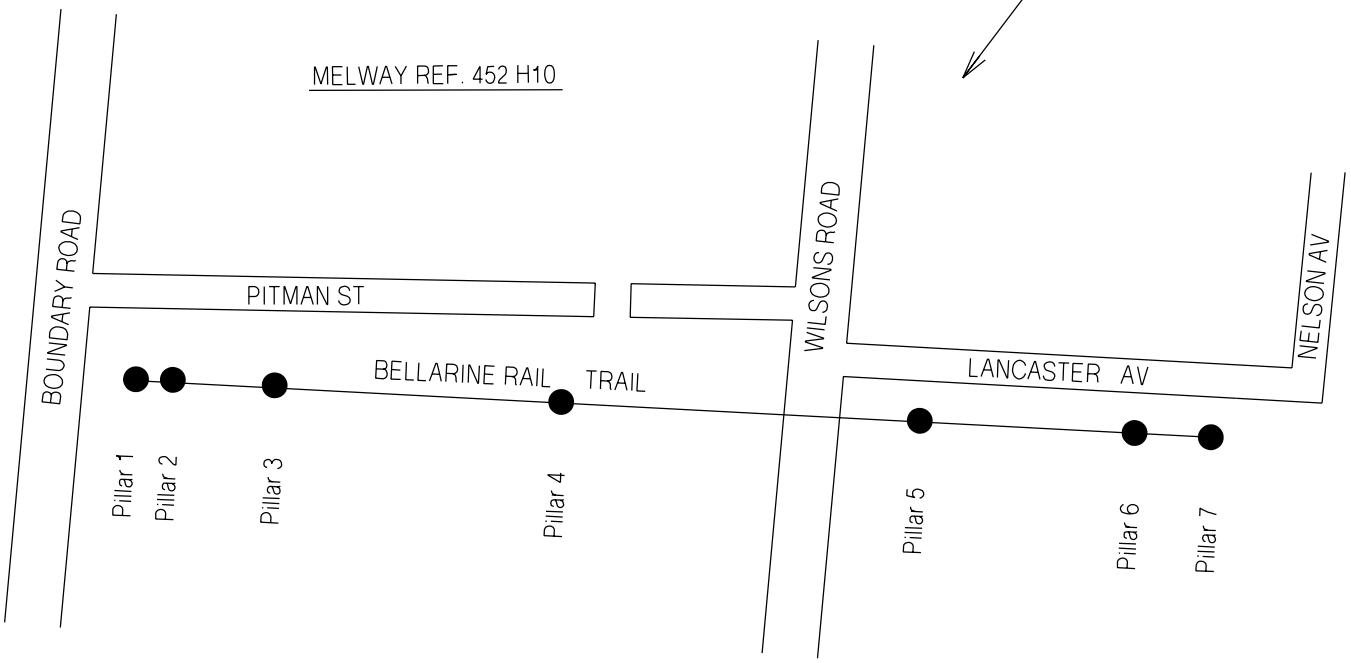 MELWAY REF. 452 H10
BOUNDARY ROAD
PITMAN ST
WILSONS ROAD
NELSON AV
BELLARINE RAIL TRAIL
LANCASTER AV
Pillar 1
Pillar 2
Pillar 3
Pillar 4
Pillar 5
Pillar 6
Pillar 7